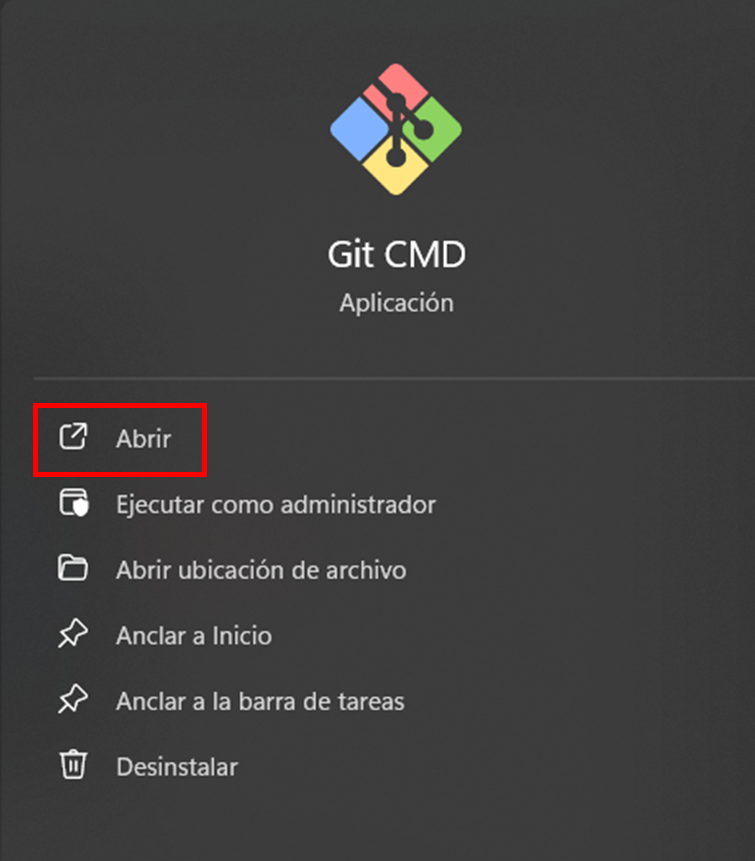 Git CMD
Aplicación
Abrir
Ejecutar como administrador
Abrir ubicación de archivo
Anclar a Inicio
Anclar a la barra de tareas
Desinstalar